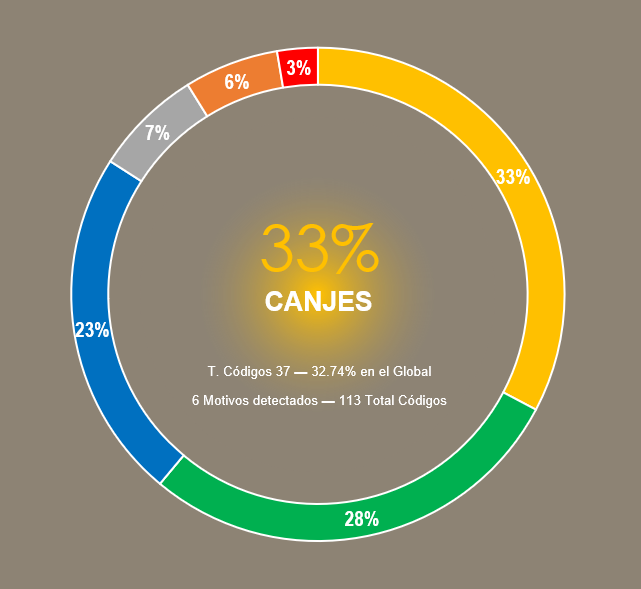 3%
6%
7%
33%
33%
CANJES
23%
T. Códigos 37 — 32.74% en el Global
6 Motivos detectados — 113 Total Códigos
28%